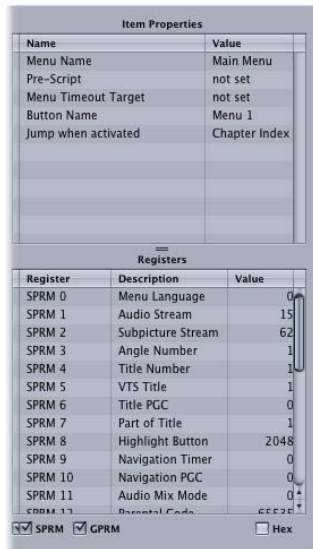 Item Properties
Name Value
Menu Name Main Menu
Pre-Script not set
Menu Timeout Target not set
Button Name Menu 1
Jump when activated Chapter Index
Registers
Register Description Value
SPRM 0 Menu Language 0
SPRM 1 Audio Stream 15
SPRM 2 Subpicture Stream 62
SPRM 3 Angle Number 1
SPRM 4 Title Number 1
SPRM 5 VTS Title 1
SPRM 6 Title PGC 0
SPRM 7 Part of Title 1
SPRM 8 Highlight Button 2048
SPRM 9 Navigation Timer 0
SPRM 10 Navigation PGC 0
SPRM 11 Audio Mix Mode 0
SPRM 12 Parental Code 65535
SPRM GPRM Hex